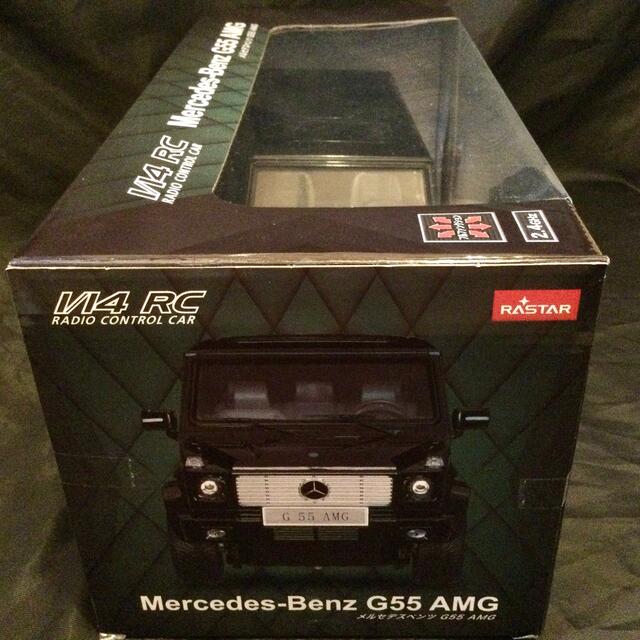 Mercedes-Benz G55 AMG
1/14 RC
RADIO CONTROL CAR
2.4GHz
1/14 RC
RADIO CONTROL CAR
RASTAR
G 55 AMG
Mercedes-Benz G55 AMG
メルセデスベンツ G55 AMG